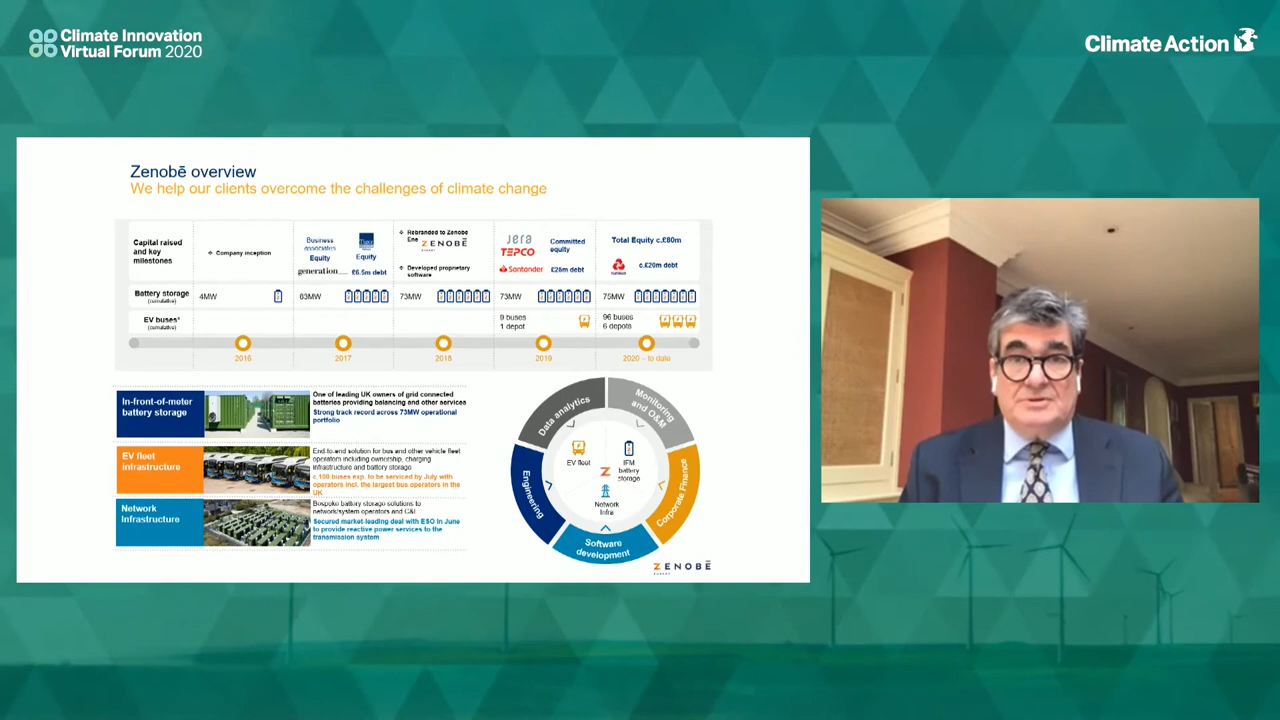 Climate Innovation
Virtual Forum 2020
Climate Action
Zenobē overview
We help our clients overcome the challenges of climate change
Capital raised
and key
milestones
Company inception
Business
associates
Equity
Equity
generation
£6.5m debt
Rebranded to Zenobe
Ene
ZENOBĒ
Developed proprietary
software
Jera
TEPCO
Committed
equity
Santander
£25m debt
Total Equity c.£80m
NatWest
c.£20m debt
Battery storage
(cumulative)
4MW
63MW
73MW
73MW
75MW
EV buses*
(cumulative)
9 buses
1 depot
96 buses
6 depots
2016
2017
2018
2019
2020 – to date
In-front-of-meter
battery storage
One of leading UK owners of grid connected
batteries providing balancing and other services
Strong track record across 73MW operational
portfolio
EV fleet
infrastructure
End-to-end solution for bus and other vehicle fleet
operators including ownership, charging
infrastructure and battery storage
c.100 buses exp. to be serviced by July with
operators incl. the largest bus operators in the
UK
Network
Infrastructure
Bespoke battery storage solutions to
network/system operators and C&I
Secured market-leading deal with ESO in June
to provide reactive power services to the
transmission system
Data analytics
Monitoring
and O&M
Engineering
Corporate Finance
Software
development
EV fleet
IFM
battery
storage
Network
Infra
ZENOBĒ